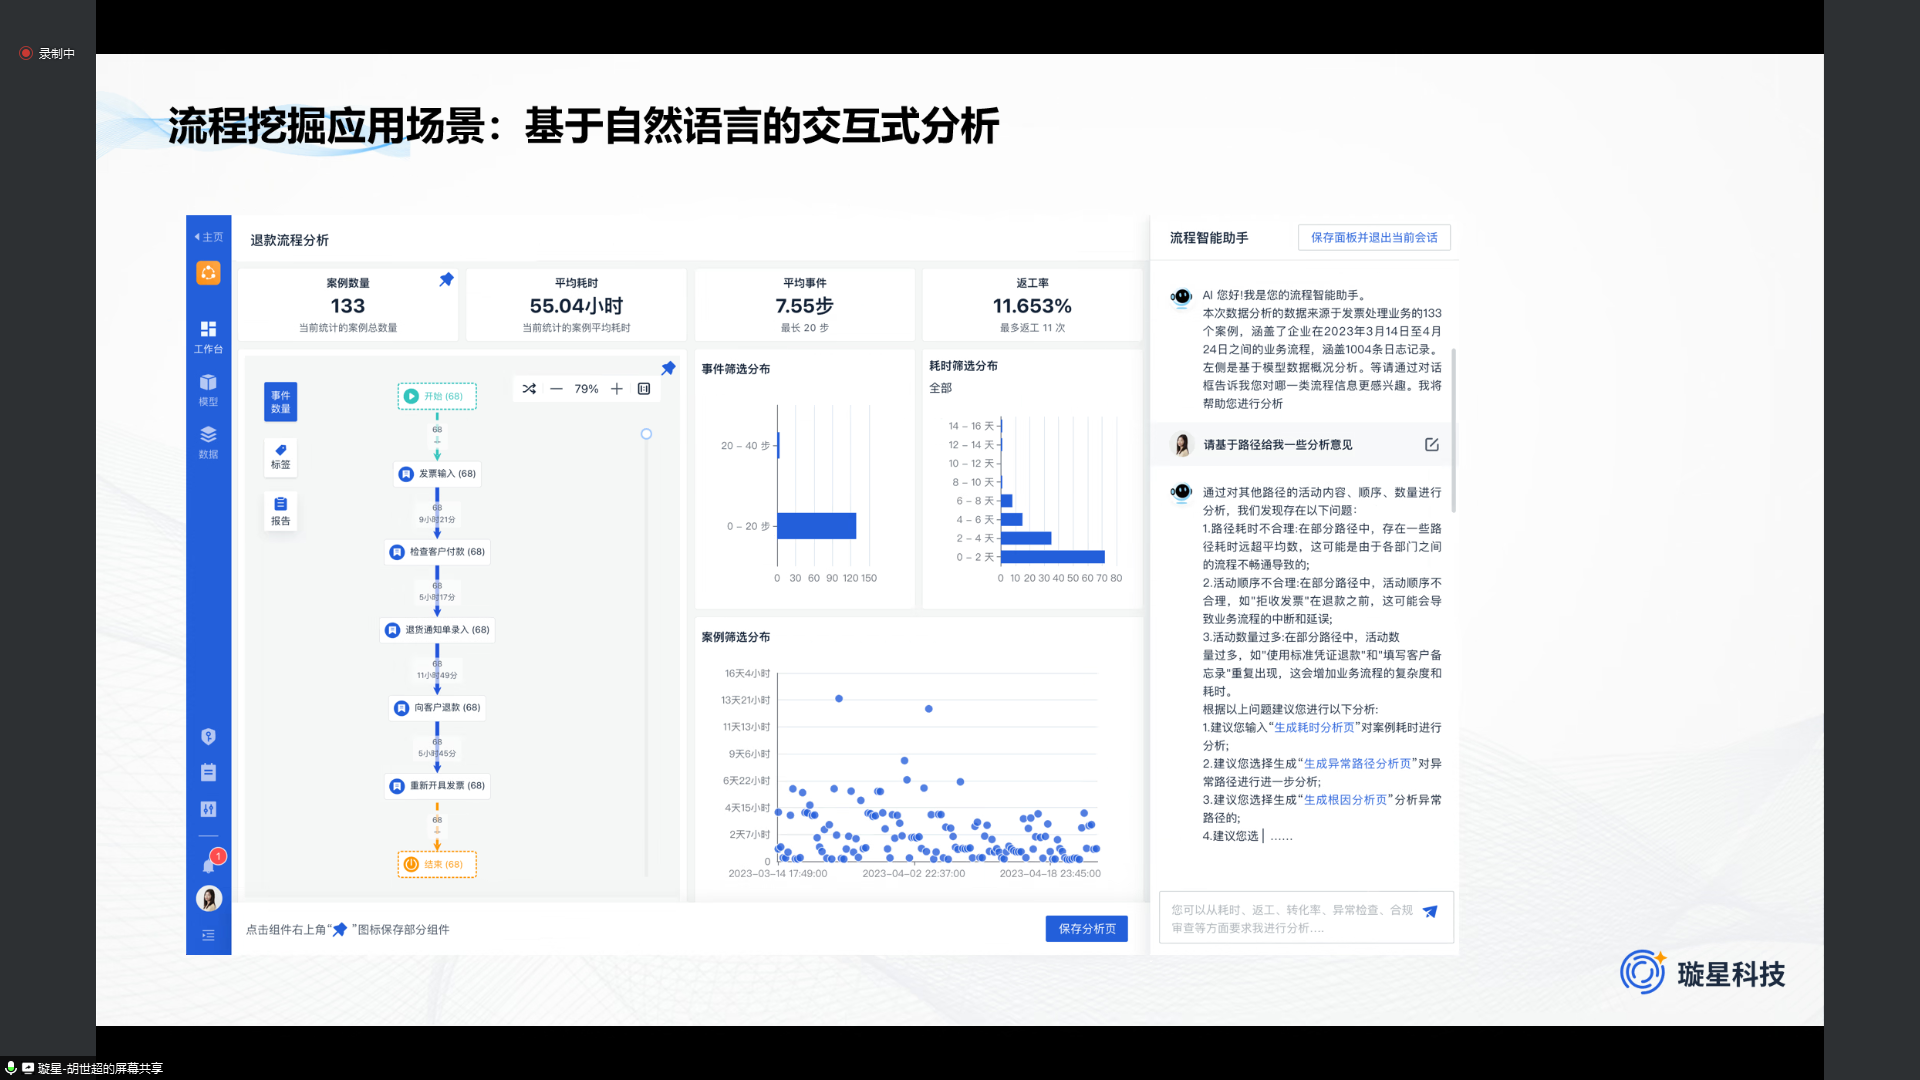 录制中
流程挖掘应用场景：基于自然语言的交互式分析
主页
工作台
模型
数据
1
退款流程分析
案例数量
133
当前统计的案例总数量
平均耗时
55.04小时
当前统计的案例平均耗时
平均事件
7.55步
最长 20 步
返工率
11.653%
最多返工 11 次
事件
数量
标签
报告
79%
开始 (68)
68
发票输入 (68)
68
9小时21分
检查客户付款 (68)
68
5小时17分
退货通知单录入 (68)
68
11小时49分
向客户退款 (68)
68
5小时45分
重新开具发票 (68)
68
结束 (68)
事件筛选分布
20 – 40 步
0 – 20 步
0 30 60 90 120 150
耗时筛选分布
全部
14 – 16 天
12 – 14 天
10 – 12 天
8 – 10 天
6 – 8 天
4 – 6 天
2 – 4 天
0 – 2 天
0 10 20 30 40 50 60 70 80
案例筛选分布
16天4小时
13天21小时
11天13小时
9天6小时
6天22小时
4天15小时
2天7小时
0
2023-03-14 17:49:00 2023-04-02 22:37:00 2023-04-18 23:45:00
点击组件右上角“ ”图标保存部分组件
保存分析页
流程智能助手
保存面板并退出当前会话
AI 您好!我是您的流程智能助手。
本次数据分析的数据来源于发票处理业务的133
个案例，涵盖了企业在2023年3月14日至4月
24日之间的业务流程，涵盖1004条日志记录。
左侧是基于模型数据概况分析。等请通过对话
框告诉我您对哪一类流程信息更感兴趣。我将
帮助您进行分析
请基于路径给我一些分析意见
通过对其他路径的活动内容、顺序、数量进行
分析，我们发现存在以下问题：
1.路径耗时不合理:在部分路径中，存在一些路
径耗时远超平均数，这可能是由于各部门之间
的流程不畅通导致的;
2.活动顺序不合理:在部分路径中，活动顺序不
合理，如"拒收发票"在退款之前，这可能会导
致业务流程的中断和延误;
3.活动数量过多:在部分路径中，活动数
量过多，如"使用标准凭证退款"和"填写客户备
忘录"重复出现，这会增加业务流程的复杂度和
耗时。
根据以上问题建议您进行以下分析:
1.建议您输入“生成耗时分析页”对案例耗时进行
分析;
2.建议您选择生成“生成异常路径分析页”对异
常路径进行进一步分析;
3.建议您选择生成“生成根因分析页”分析异常
路径的;
4.建议您选 ......
您可以从耗时、返工、转化率、异常检查、合规
审查等方面要求我进行分析....
璇星科技
璇星-胡世超的屏幕共享